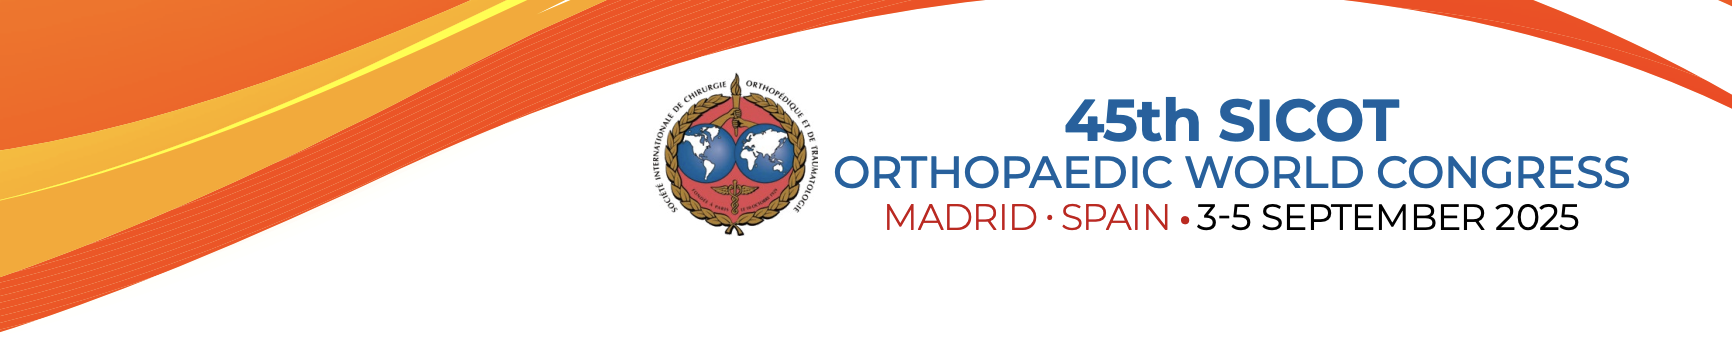 SOCIÉTÉ INTERNATIONALE DE CHIRURGIE ORTHOPÉDIQUE ET DE TRAUMATOLOGIE
45th SICOT
ORTHOPAEDIC WORLD CONGRESS
MADRID · SPAIN • 3-5 SEPTEMBER 2025